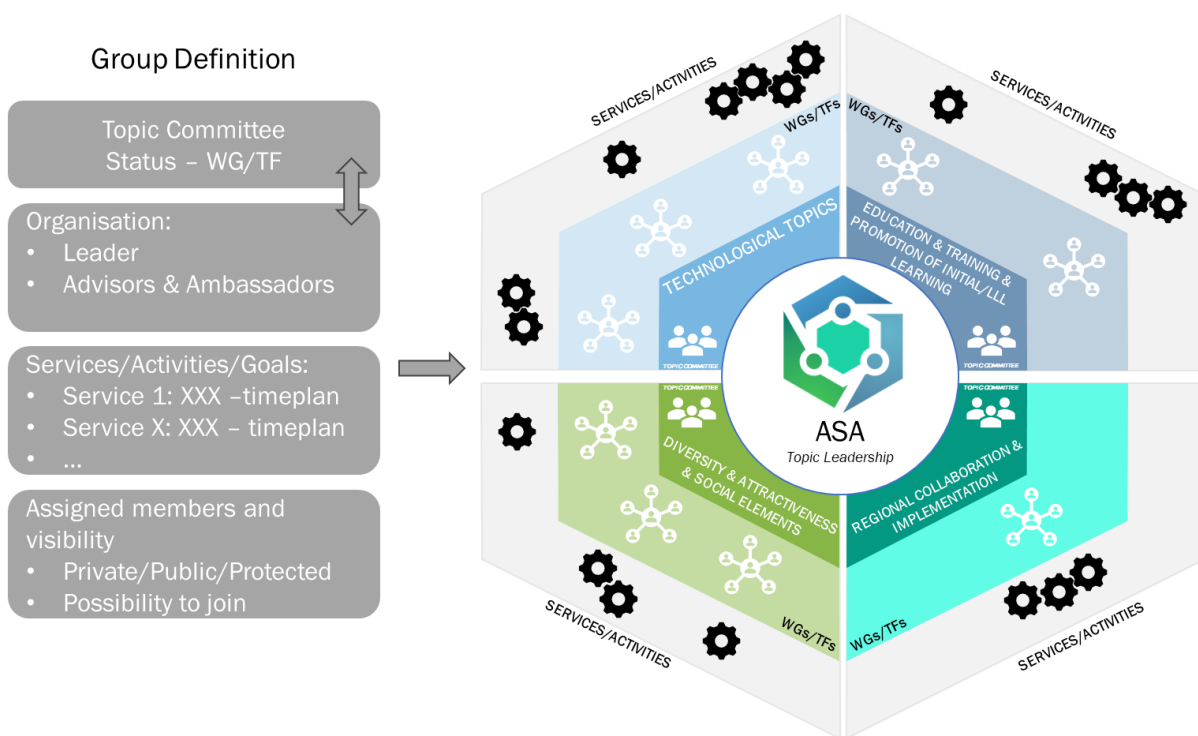 Group Definition
Topic Committee
Status – WG/TF
Organisation:
• Leader
• Advisors & Ambassadors
Services/Activities/Goals:
• Service 1: XXX –timeplan
• Service X: XXX – timeplan
• ...
Assigned members and
visibility
• Private/Public/Protected
• Possibility to join
SERVICES/ACTIVITIES
WGs/TFs
TECHNOLOGICAL TOPICS
TOPIC COMMITTEE
SERVICES/ACTIVITIES
WGs/TFs
EDUCATION & TRAINING &
PROMOTION OF INITIAL/LLL
LEARNING
TOPIC COMMITTEE
ASA
Topic Leadership
TOPIC COMMITTEE
DIVERSITY & ATTRACTIVENESS
& SOCIAL ELEMENTS
WGs/TFs
SERVICES/ACTIVITIES
TOPIC COMMITTEE
REGIONAL COLLABORATION &
IMPLEMENTATION
WGs/TFs
SERVICES/ACTIVITIES